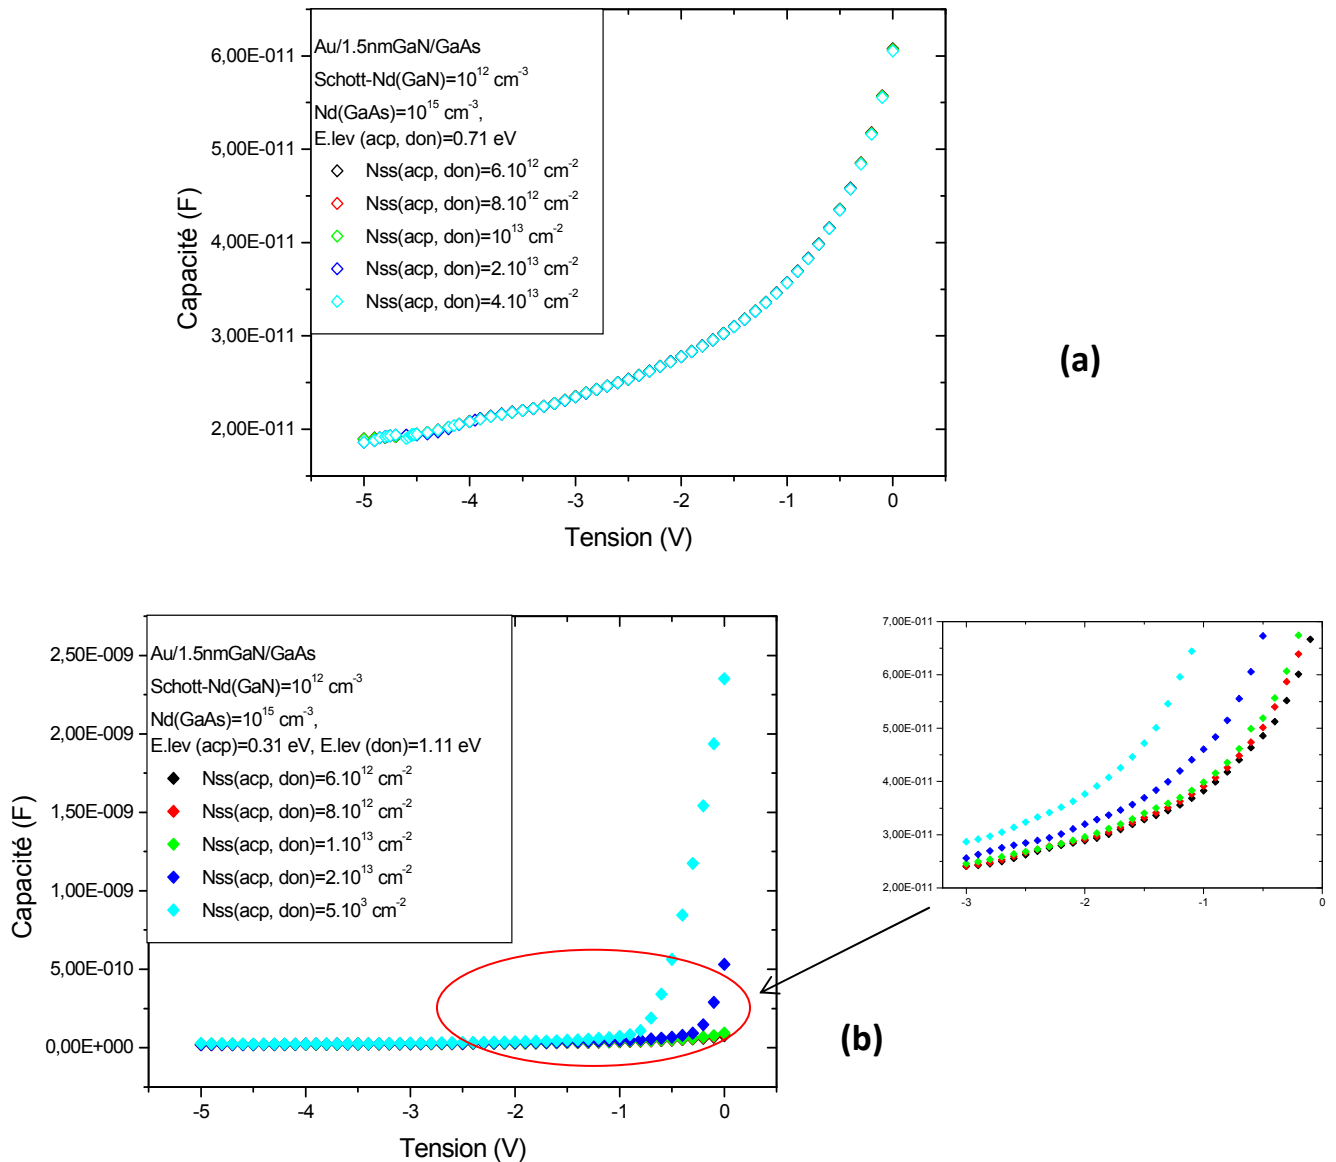 Au/1.5nmGaN/GaAs
Schott-Nd(GaN)=10¹² cm⁻³
Nd(GaAs)=10¹⁵ cm⁻³,
E.lev (acp, don)=0.71 eV
Nss(acp, don)=6.10¹² cm⁻²
Nss(acp, don)=8.10¹² cm⁻²
Nss(acp, don)=10¹³ cm⁻²
Nss(acp, don)=2.10¹³ cm⁻²
Nss(acp, don)=4.10¹³ cm⁻²
6,00E-011
5,00E-011
4,00E-011
3,00E-011
2,00E-011
Capacité (F)
-5 -4 -3 -2 -1 0
Tension (V)
(a)
Au/1.5nmGaN/GaAs
Schott-Nd(GaN)=10¹² cm⁻³
Nd(GaAs)=10¹⁵ cm⁻³,
E.lev (acp)=0.31 eV, E.lev (don)=1.11 eV
Nss(acp, don)=6.10¹² cm⁻²
Nss(acp, don)=8.10¹² cm⁻²
Nss(acp, don)=1.10¹³ cm⁻²
Nss(acp, don)=2.10¹³ cm⁻²
Nss(acp, don)=5.10³ cm⁻²
2,50E-009
2,00E-009
1,50E-009
1,00E-009
5,00E-010
0,00E+000
Capacité (F)
-5 -4 -3 -2 -1 0
Tension (V)
7,00E-011
6,00E-011
5,00E-011
4,00E-011
3,00E-011
2,00E-011
-3 -2 -1 0
(b)